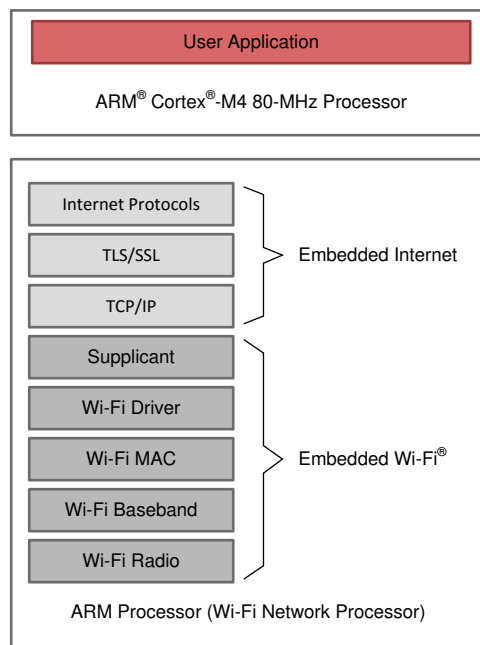 User Application
ARM® Cortex®-M4 80-MHz Processor
Internet Protocols
TLS/SSL
TCP/IP
Embedded Internet
Supplicant
Wi-Fi Driver
Wi-Fi MAC
Wi-Fi Baseband
Wi-Fi Radio
Embedded Wi-Fi®
ARM Processor (Wi-Fi Network Processor)